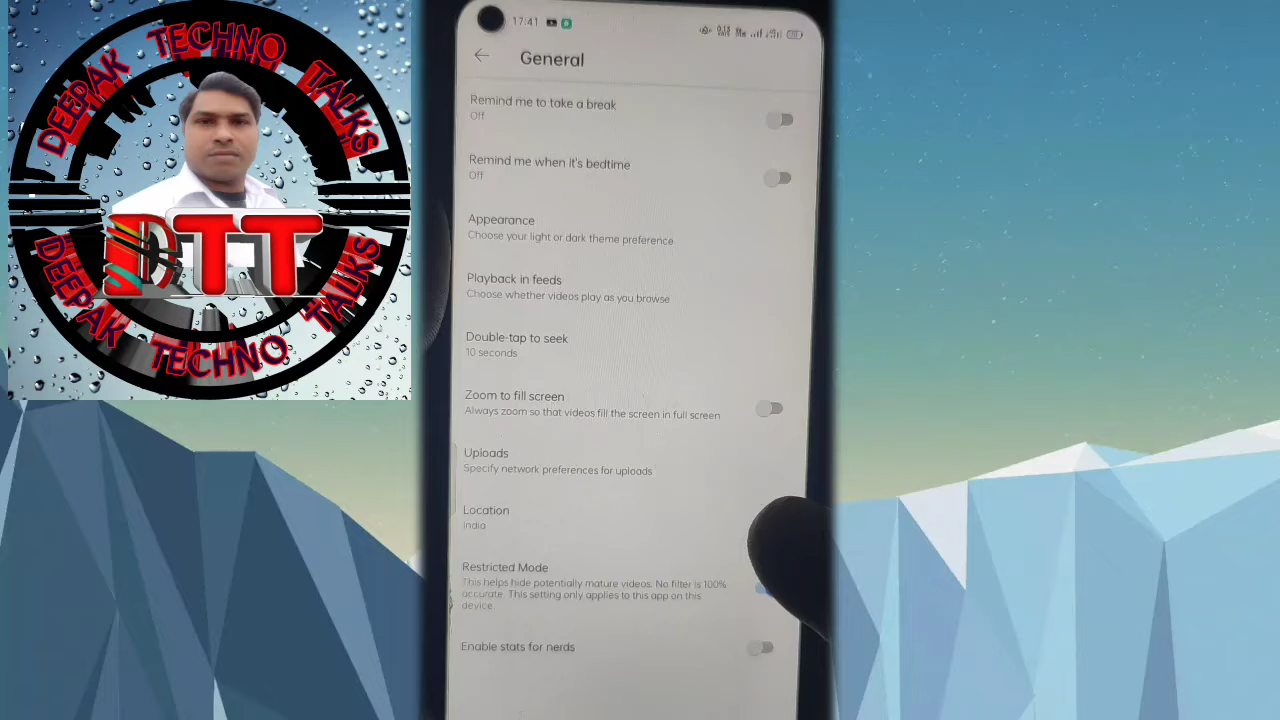 DEEPAK TECHNO TALKS
DTT
DEEPAK TECHNO TALKS
17:41
General
Remind me to take a break
Off
Remind me when it's bedtime
Off
Appearance
Choose your light or dark theme preference
Playback in feeds
Choose whether videos play as you browse
Double-tap to seek
10 seconds
Zoom to fill screen
Always zoom so that videos fill the screen in full screen
Uploads
Specify network preferences for uploads
Location
India
Restricted Mode
This helps hide potentially mature videos. No filter is 100%
accurate. This setting only applies to this app on this
device.
Enable stats for nerds